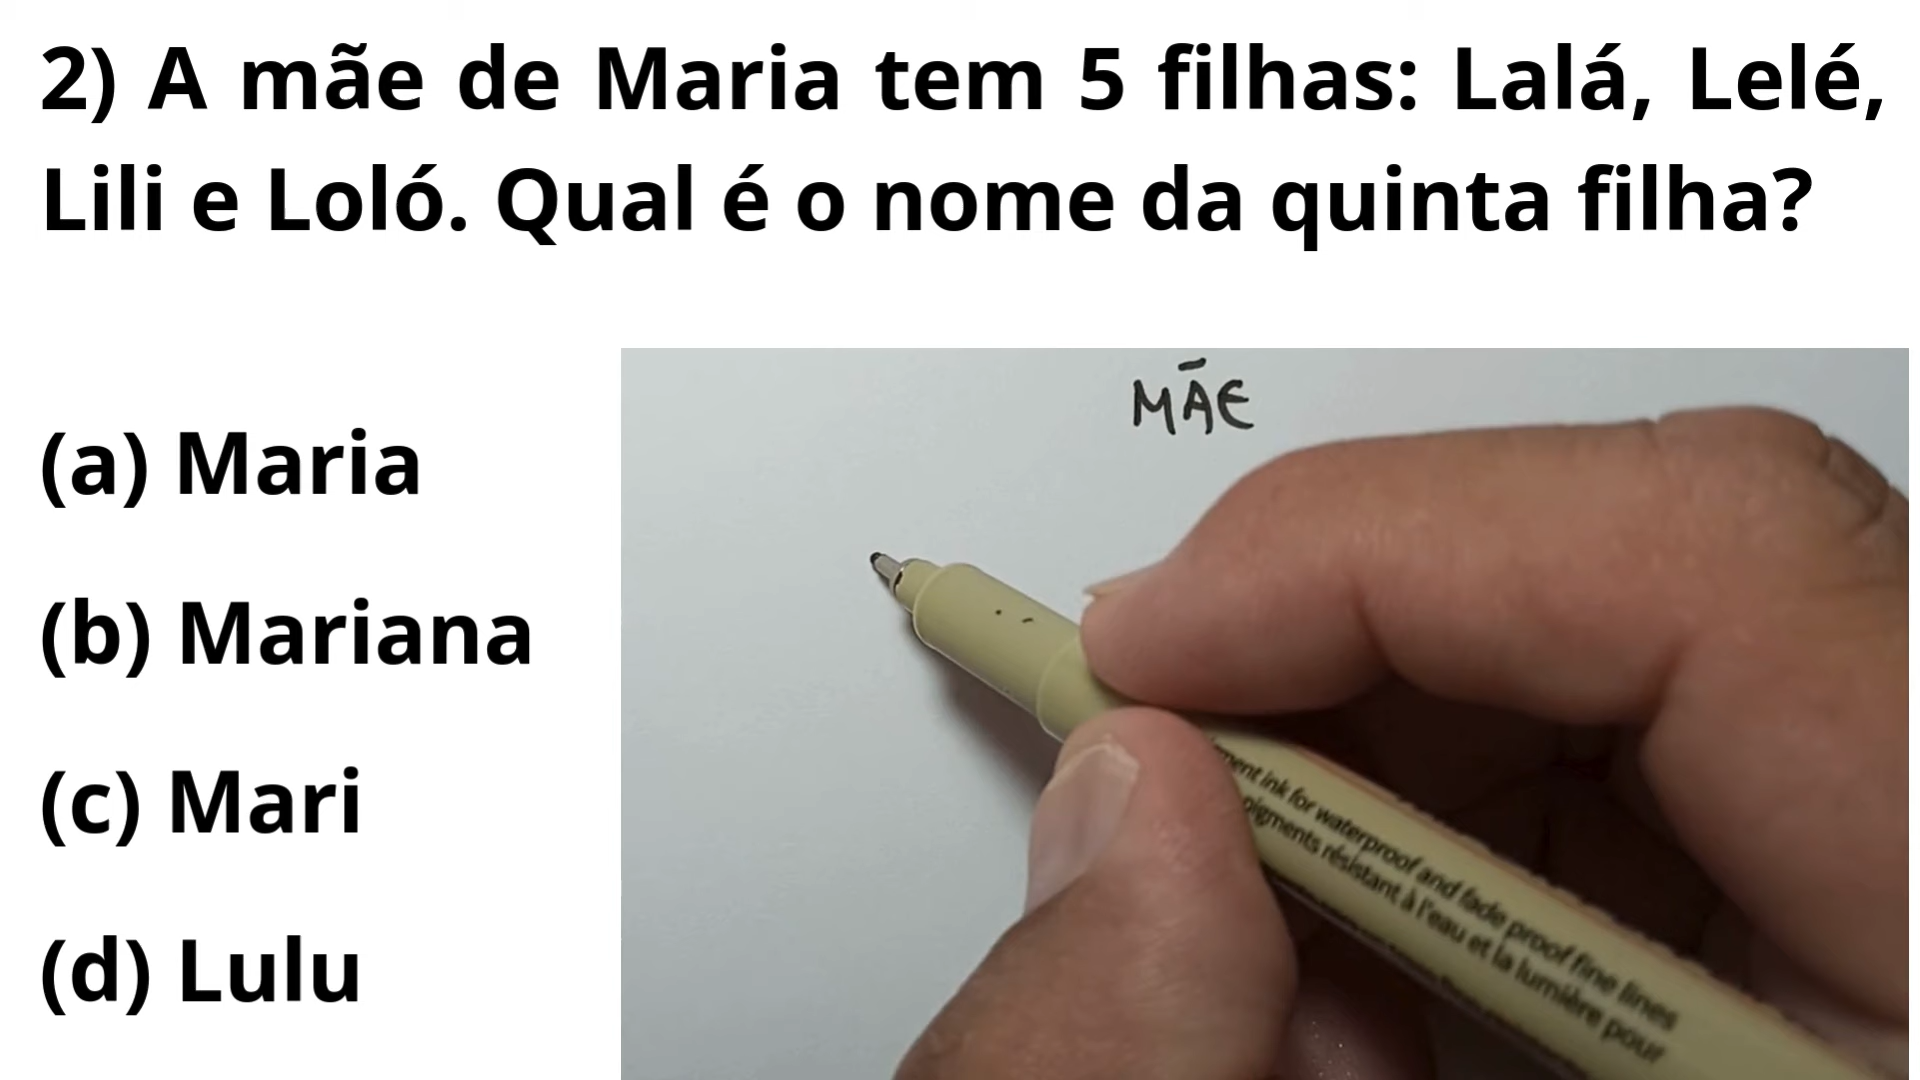 2) A mãe de Maria tem 5 filhas: Lalá, Lelé,
Lili e Loló. Qual é o nome da quinta filha?
(a) Maria
(b) Mariana
(c) Mari
(d) Lulu
MÃE
ment ink for waterproof and fade proof fine lines
pigments résistant à l'eau et la lumière pour